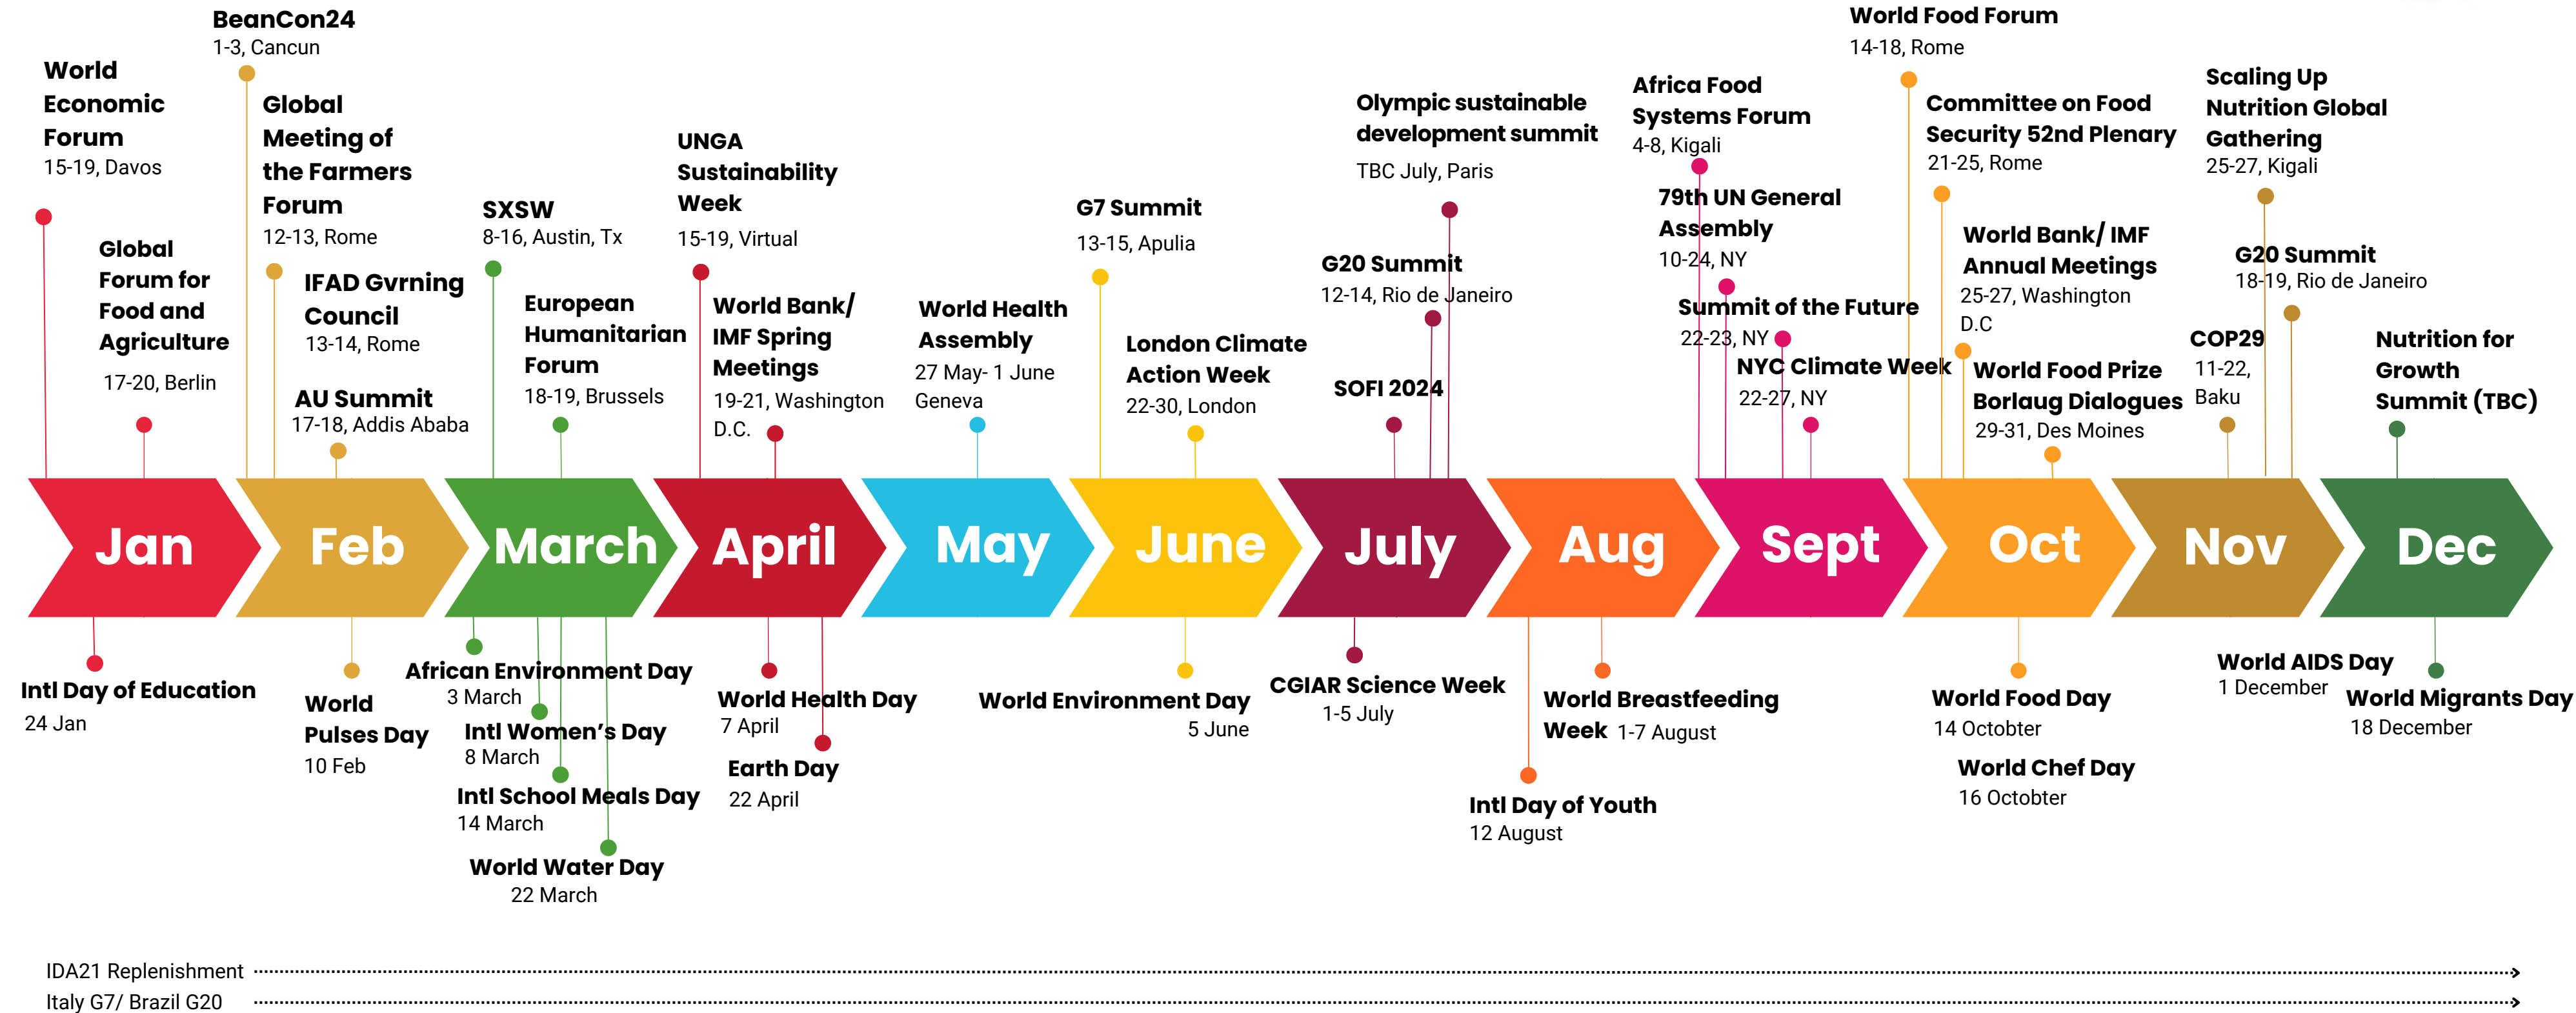 World
Economic
Forum
15-19, Davos
Global
Forum for
Food and
Agriculture
17-20, Berlin
BeanCon24
1-3, Cancun
Global
Meeting of
the Farmers
Forum
12-13, Rome
IFAD Gvrning
Council
13-14, Rome
AU Summit
17-18, Addis Ababa
SXSW
8-16, Austin, Tx
European
Humanitarian
Forum
18-19, Brussels
UNGA
Sustainability
Week
15-19, Virtual
World Bank/
IMF Spring
Meetings
19-21, Washington
D.C.
World Health
Assembly
27 May- 1 June
Geneva
G7 Summit
13-15, Apulia
London Climate
Action Week
22-30, London
Olympic sustainable
development summit
TBC July, Paris
G20 Summit
12-14, Rio de Janeiro
SOFI 2024
Africa Food
Systems Forum
4-8, Kigali
79th UN General
Assembly
10-24, NY
Summit of the Future
22-23, NY
NYC Climate Week
22-27, NY
World Food Forum
14-18, Rome
Committee on Food
Security 52nd Plenary
21-25, Rome
World Bank/ IMF
Annual Meetings
25-27, Washington
D.C
World Food Prize
Borlaug Dialogues
29-31, Des Moines
Scaling Up
Nutrition Global
Gathering
25-27, Kigali
G20 Summit
18-19, Rio de Janeiro
COP29
11-22,
Baku
Nutrition for
Growth
Summit (TBC)
Jan
Feb
March
April
May
June
July
Aug
Sept
Oct
Nov
Dec
Intl Day of Education
24 Jan
World
Pulses Day
10 Feb
African Environment Day
3 March
Intl Women's Day
8 March
Intl School Meals Day
14 March
World Water Day
22 March
World Health Day
7 April
Earth Day
22 April
World Environment Day
5 June
CGIAR Science Week
1-5 July
World Breastfeeding
Week 1-7 August
Intl Day of Youth
12 August
World Food Day
14 Octobter
World Chef Day
16 Octobter
World AIDS Day
1 December
World Migrants Day
18 December
IDA21 Replenishment
Italy G7/ Brazil G20